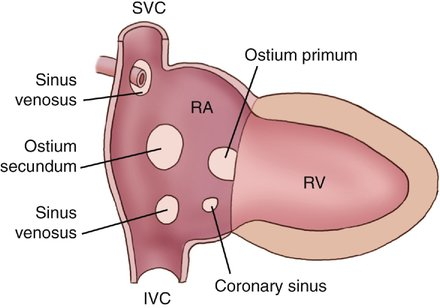 SVC
Ostium primum
Sinus
venosus
RA
Ostium
secundum
RV
Sinus
venosus
Coronary sinus
IVC